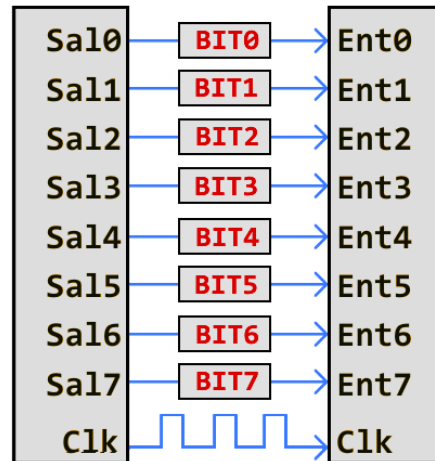 Sal0 BIT0 Ent0
Sal1 BIT1 Ent1
Sal2 BIT2 Ent2
Sal3 BIT3 Ent3
Sal4 BIT4 Ent4
Sal5 BIT5 Ent5
Sal6 BIT6 Ent6
Sal7 BIT7 Ent7
Clk Clk